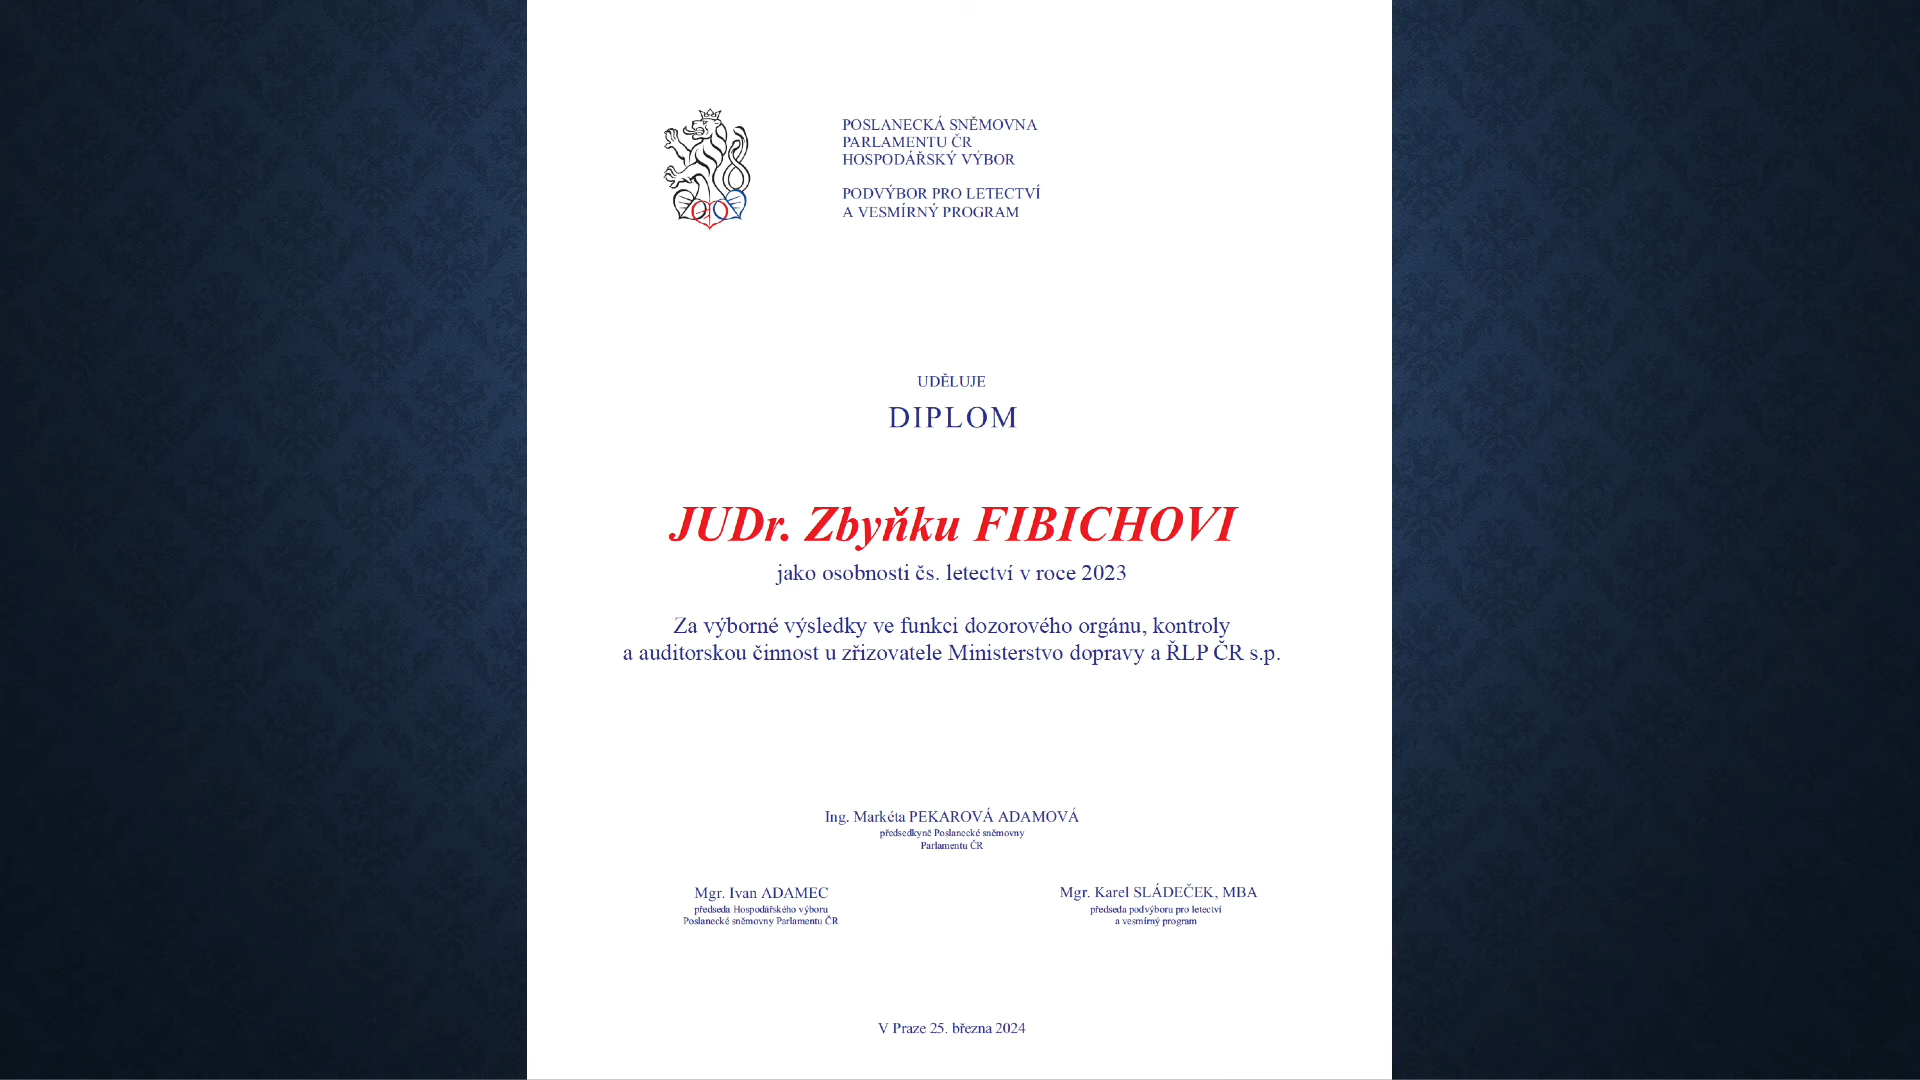 POSLANECKÁ SNĚMOVNA
PARLAMENTU ČR
HOSPODÁŘSKÝ VÝBOR
PODVÝBOR PRO LETECTVÍ
A VESMÍRNÝ PROGRAM
UDĚLUJE
DIPLOM
JUDr. Zbyňku FIBICHOVI
jako osobnosti čs. letectví v roce 2023
Za výborné výsledky ve funkci dozorového orgánu, kontroly
a auditorskou činnost u zřizovatele Ministerstvo dopravy a ŘLP ČR s.p.
Ing. Markéta PEKAROVÁ ADAMOVÁ
předsedkyně Poslanecké sněmovny
Parlamentu ČR
Mgr. Ivan ADAMEC
předseda Hospodářského výboru
Poslanecké sněmovny Parlamentu ČR
Mgr. Karel SLÁDEČEK, MBA
předseda podvýboru pro letectví
a vesmírný program
V Praze 25. března 2024